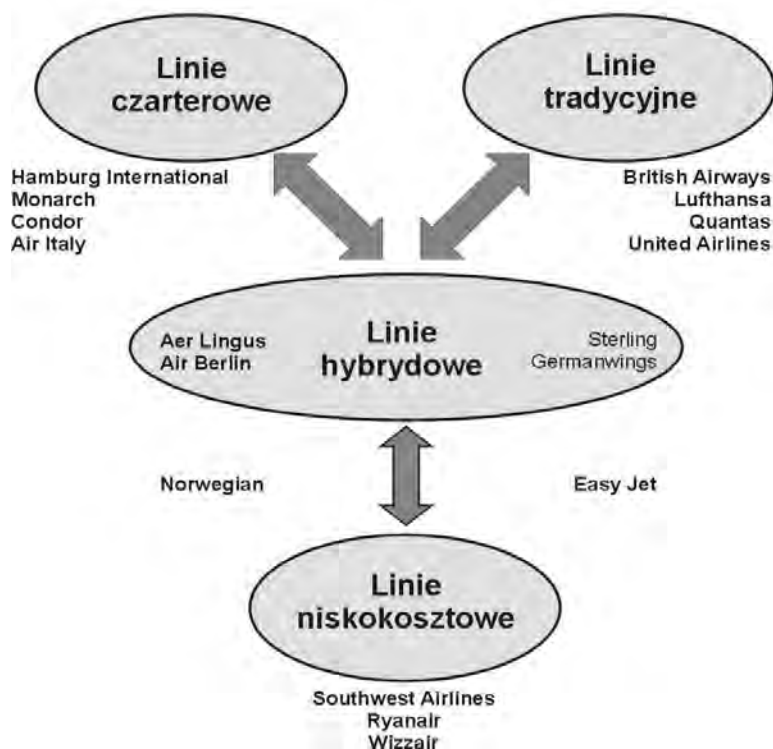 Linie
czarterowe
Linie
tradycyjne
Hamburg International
Monarch
Condor
Air Italy
British Airways
Lufthansa
Quantas
United Airlines
Aer Lingus
Air Berlin
Linie
hybrydowe
Sterling
Germanwings
Norwegian
Easy Jet
Linie
niskokosztowe
Southwest Airlines
Ryanair
Wizzair